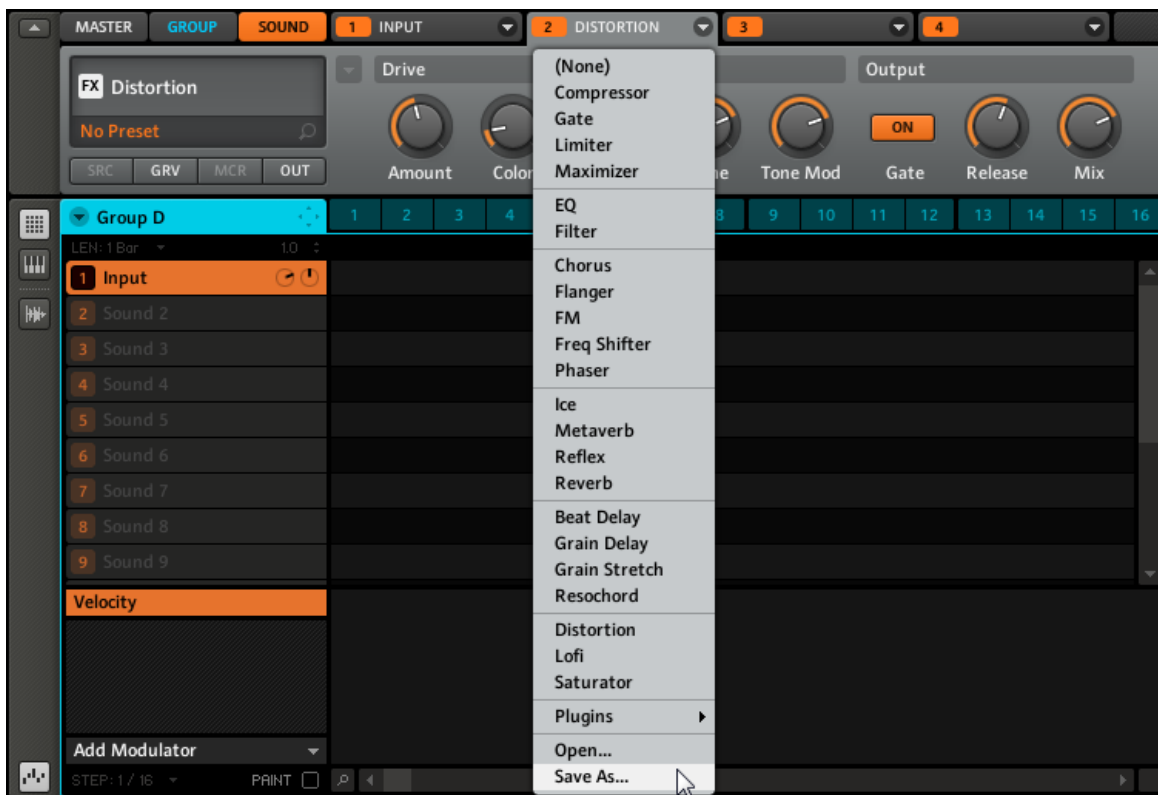 MASTER GROUP SOUND 1 INPUT 2 DISTORTION 3 4
FX Distortion
No Preset
SRC GRV MCR OUT
Drive
Output
Amount Color Tone Mod
ON
Gate Release Mix
(None)
Compressor
Gate
Limiter
Maximizer
EQ
Filter
Chorus
Flanger
FM
Freq Shifter
Phaser
Ice
Metaverb
Reflex
Reverb
Beat Delay
Grain Delay
Grain Stretch
Resochord
Distortion
Lofi
Saturator
Plugins
Open...
Save As...
Group D 1 2 3 4 8 9 10 11 12 13 14 15 16
LEN: 1 Bar 1.0
1 Input
2 Sound 2
3 Sound 3
4 Sound 4
5 Sound 5
6 Sound 6
7 Sound 7
8 Sound 8
9 Sound 9
Velocity
Add Modulator
STEP: 1 / 16 PAINT